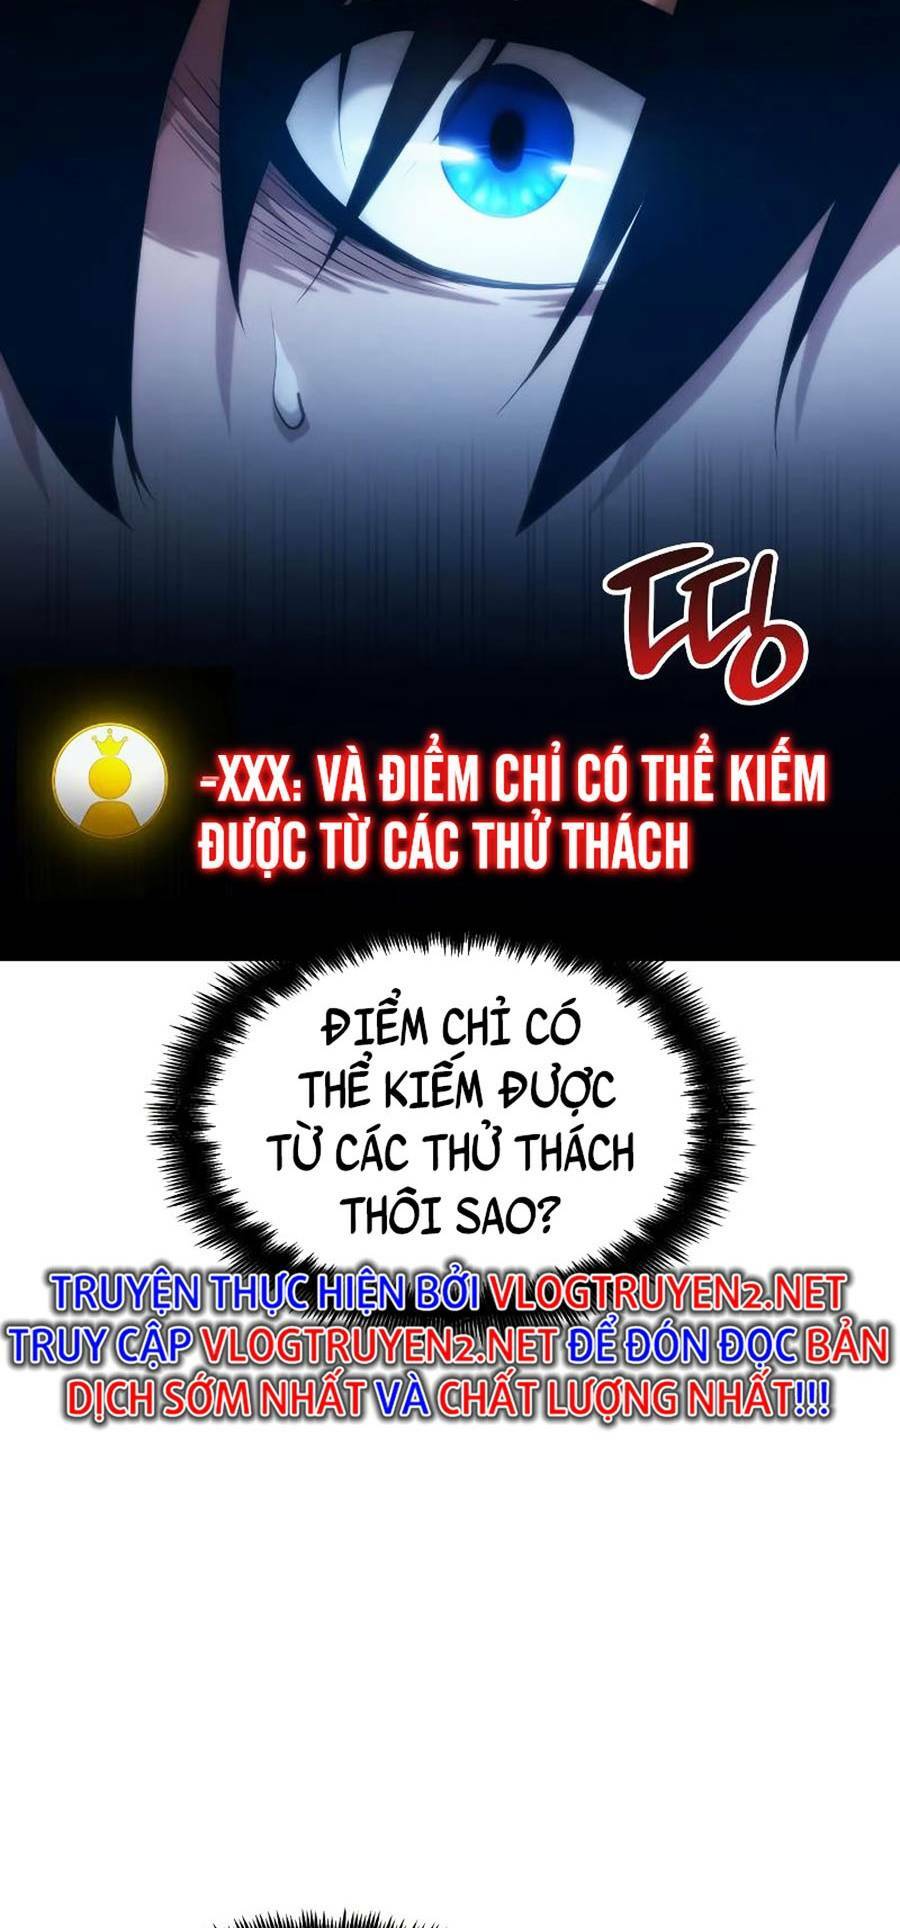 띵
-XXX: VÀ ĐIỂM CHỈ CÓ THỂ KIẾM
ĐƯỢC TỪ CÁC THỬ THÁCH
ĐIỂM CHỈ CÓ
THỂ KIẾM ĐƯỢC
TỪ CÁC THỬ THÁCH
THÔI SAO?
TRUYỆN THỰC HIỆN BỞI VLOGTRUYEN2.NET
TRUY CẬP VLOGTRUYEN2.NET ĐỂ ĐÓN ĐỌC BẢN
DỊCH SỚM NHẤT VÀ CHẤT LƯỢNG NHẤT!!!